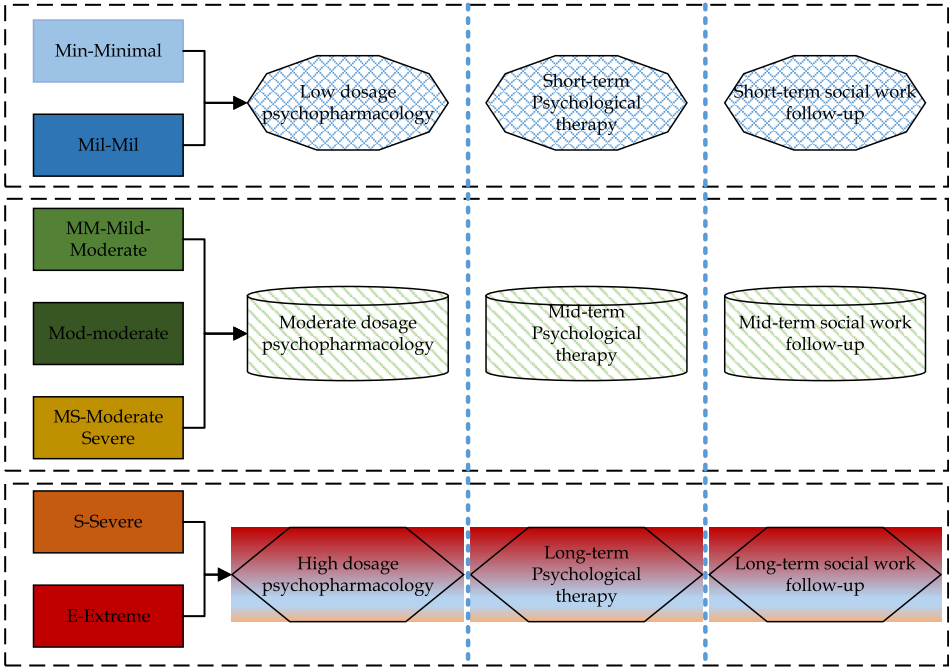 Min-Minimal
Mil-Mil
Low dosage
psychopharmacology
Short-term
Psychological
therapy
Short-term social work
follow-up
MM-Mild-
Moderate
Mod-moderate
MS-Moderate
Severe
Moderate dosage
psychopharmacology
Mid-term
Psychological
therapy
Mid-term social work
follow-up
S-Severe
E-Extreme
High dosage
psychopharmacology
Long-term
Psychological
therapy
Long-term social work
follow-up